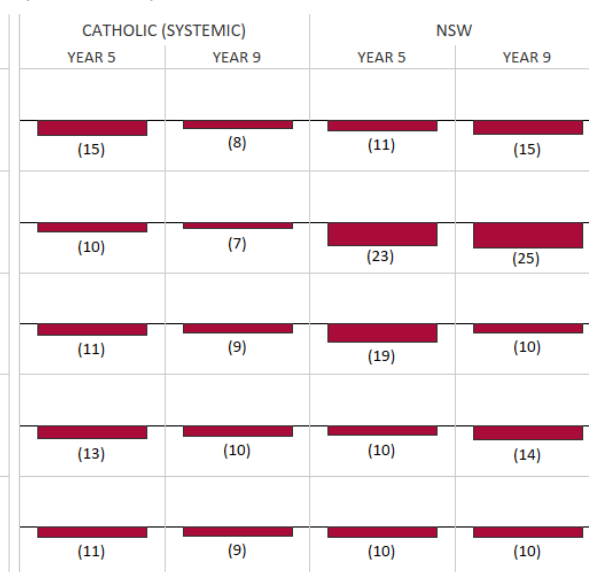 CATHOLIC (SYSTEMIC) NSW
YEAR 5 YEAR 9 YEAR 5 YEAR 9
(15) (8) (11) (15)
(10) (7) (23) (25)
(11) (9) (19) (10)
(13) (10) (10) (14)
(11) (9) (10) (10)